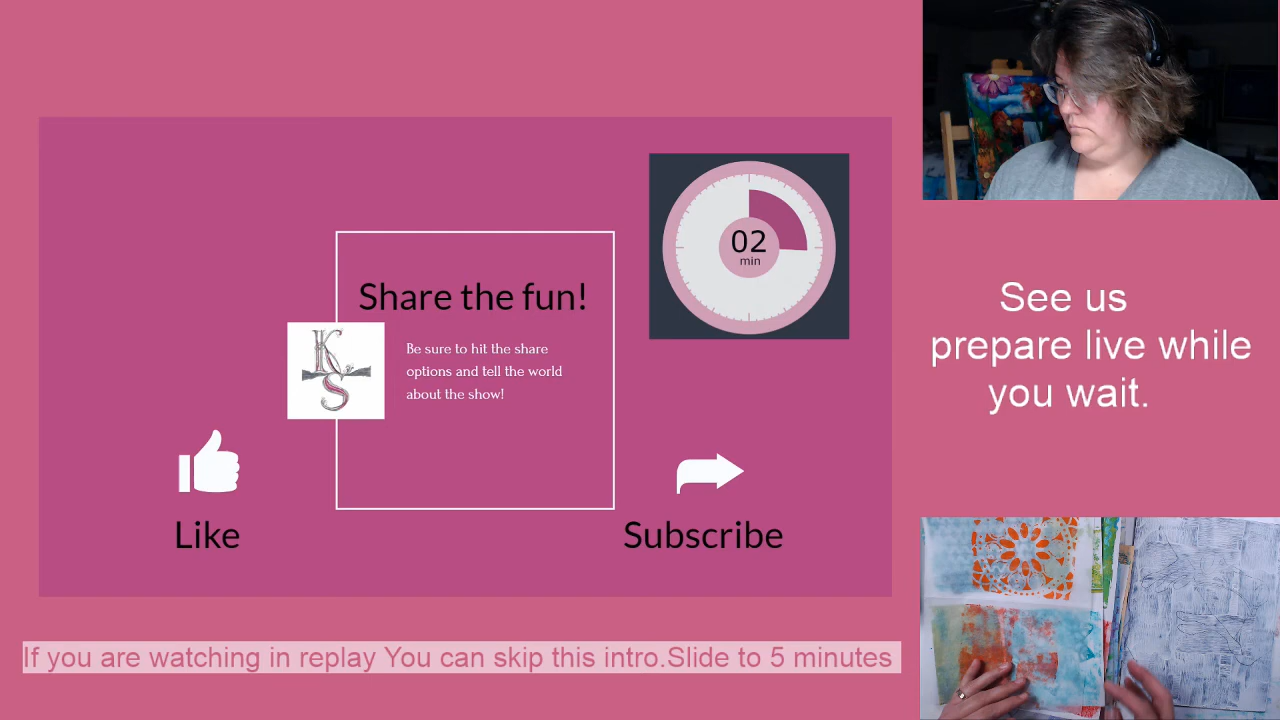 02
min
Share the fun!
Be sure to hit the share
options and tell the world
about the show!
KS
Like
Subscribe
See us
prepare live while
you wait.
If you are watching in replay You can skip this intro.Slide to 5 minutes